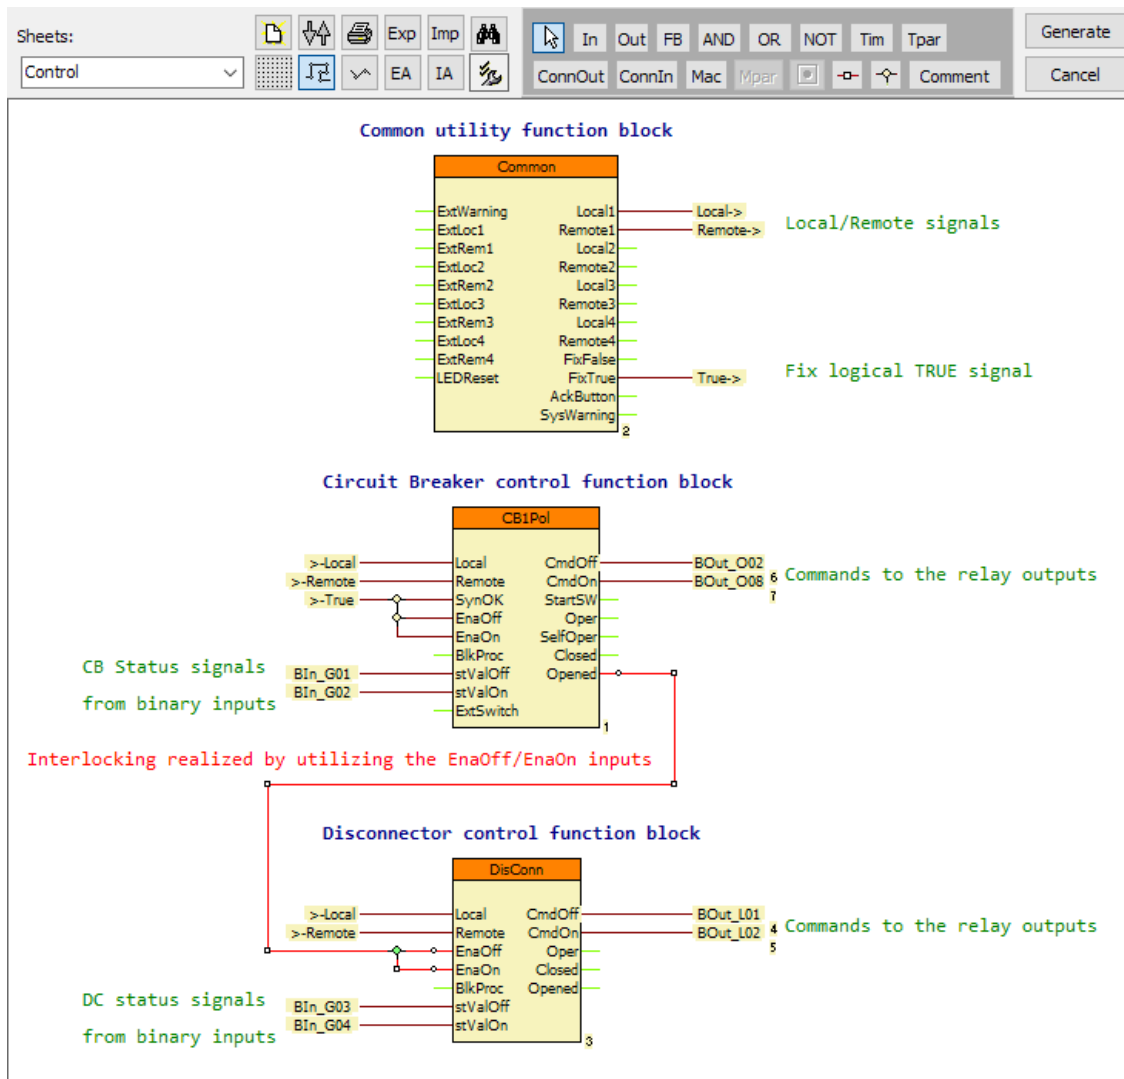 Sheets:
Exp Imp
In Out FB AND OR NOT Tim Tpar
Generate
Control
EA IA
ConnOut ConnIn Mac Mpar Comment
Cancel
Common utility function block
Common
ExtWarning Local1 Local->
ExtLoc1 Remote1 Remote->
Local/Remote signals
ExtRem1 Local2
ExtLoc2 Remote2
ExtRem2 Local3
ExtLoc3 Remote3
ExtRem3 Local4
ExtLoc4 Remote4
ExtRem4 FixFalse
LEDReset FixTrue True->
Fix logical TRUE signal
AckButton
SysWarning
2
Circuit Breaker control function block
CB1Pol
>-Local Local CmdOff BOut_O02
>-Remote Remote CmdOn BOut_O08 6
Commands to the relay outputs
>-True SynOK StartSW 7
EnaOff Oper
EnaOn SelfOper
BlkProc Closed
CB Status signals
BIn_G01 stValOff Opened
BIn_G02 stValOn
from binary inputs
ExtSwitch
1
Interlocking realized by utilizing the EnaOff/EnaOn inputs
Disconnector control function block
DisConn
>-Local Local CmdOff BOut_L01
>-Remote Remote CmdOn BOut_L02 4
Commands to the relay outputs
EnaOff Oper 5
EnaOn Closed
BlkProc Opened
DC status signals
BIn_G03 stValOff
BIn_G04 stValOn
from binary inputs
3